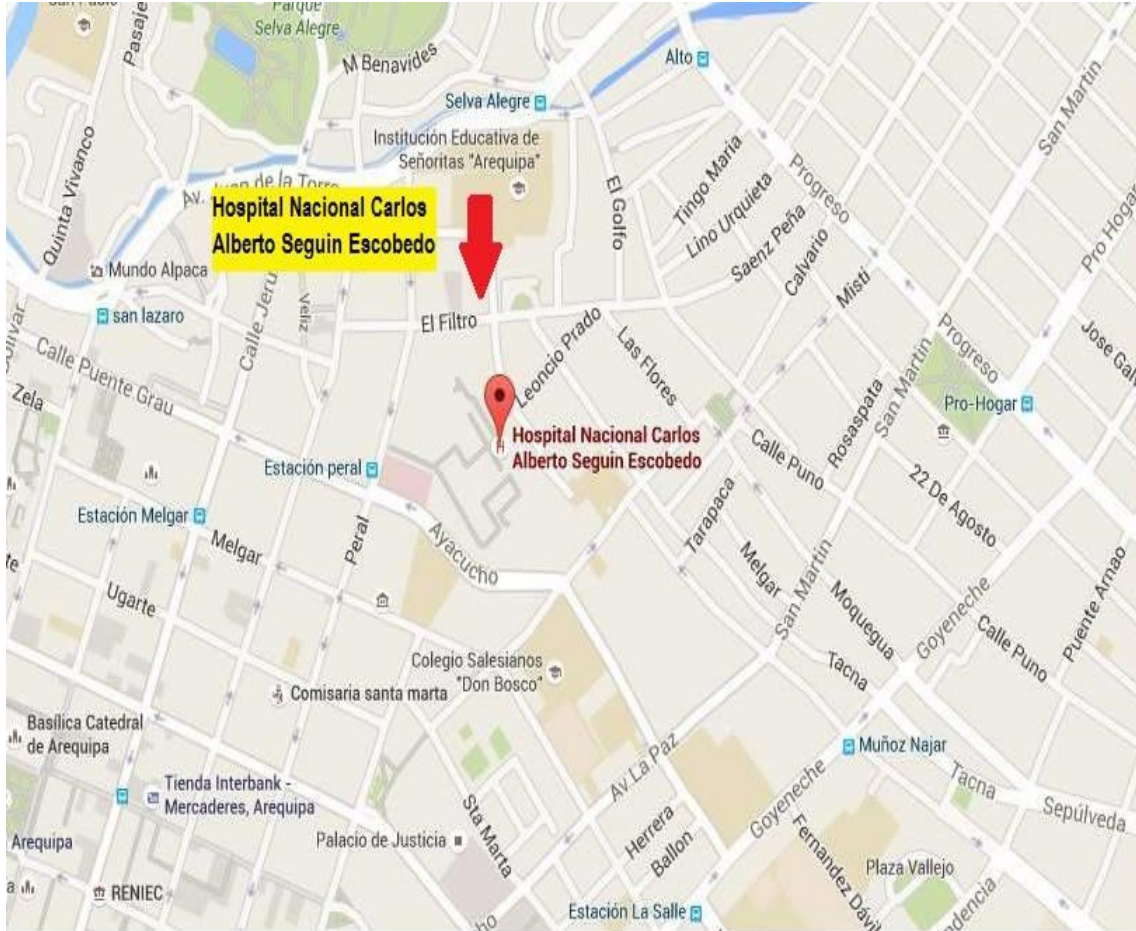 Parque
Selva Alegre
Pasaje
M Benavides
Alto
San Martin
Selva Alegre
Institución Educativa de
Señoritas "Arequipa"
Quinta Vivanco
Av. Juan de la Torre
Hospital Nacional Carlos
Alberto Seguin Escobedo
El Golfo
Tingo Maria
Progreso
San Martin
Lino Urquieta
Saenz Peña
Calvario
Pro Hogar
Mundo Alpaca
Misti
san lazaro
Calle Jeru
Veliz
El Filtro
Leoncio Prado
Las Flores
Progreso
Jose Gal
Calle Puente Grau
Zela
San Martin
Rosaspata
Pro-Hogar
Hospital Nacional Carlos
Alberto Seguin Escobedo
Calle Puno
Estación peral
22 De Agosto
Estación Melgar
Melgar
Peral
Ayacucho
Tarapaca
Melgar
San Martin
Moquegua
Goyeneche
Calle Puno
Puente Arnao
Ugarte
Colegio Salesianos
"Don Bosco"
Tacna
Comisaria santa marta
Basílica Catedral
de Arequipa
Muñoz Najar
Av La Paz
Tienda Interbank -
Mercaderes, Arequipa
Goyeneche
Tacna
Sepúlveda
Sta Marta
Herrera
Ballon
Fernandez Dávil
Arequipa
Palacio de Justicia
Plaza Vallejo
RENIEC
Estación La Salle